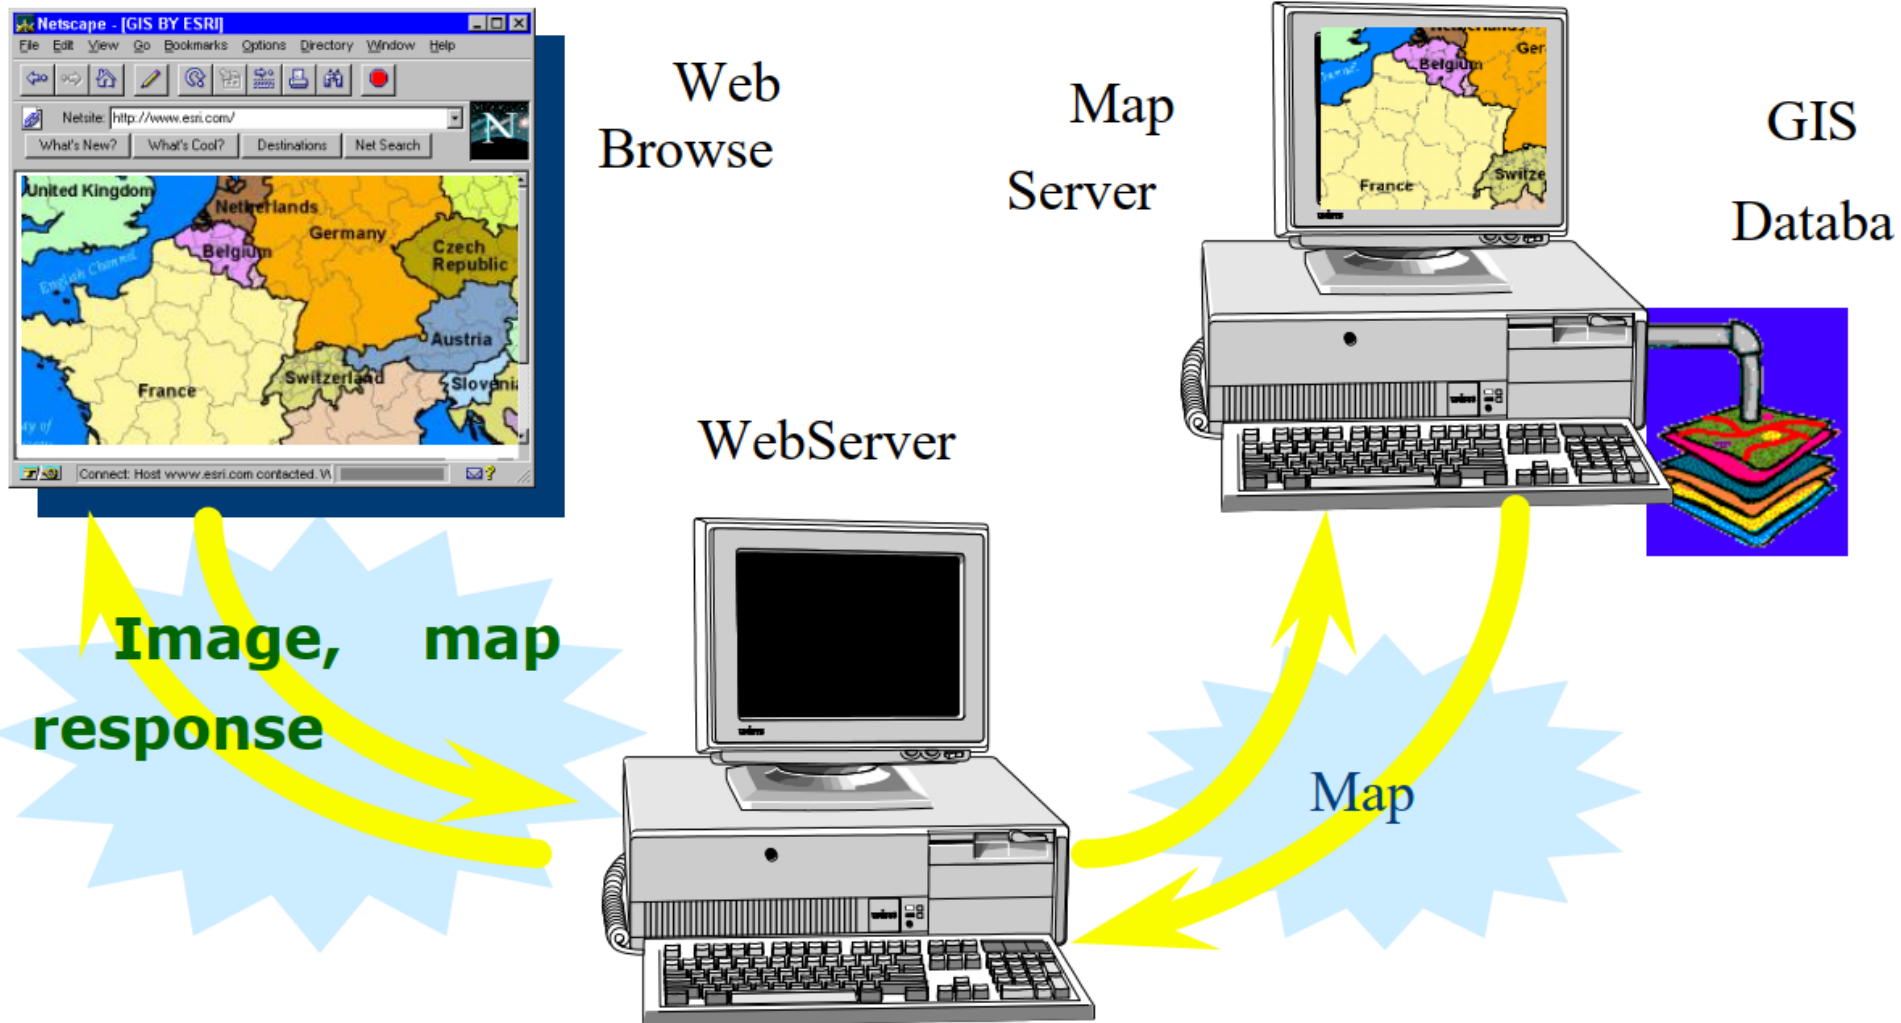 Netscape - [GIS BY ESRI]
File Edit View Go Bookmarks Options Directory Window Help
Netsite: http://www.esri.com/
N
What's New? What's Cool? Destinations Net Search
United Kingdom
Netherlands
Germany
Belgium
Czech
Republic
English Channel
Austria
Switzerland
Slovenia
France
Connect: Host www.esri.com contacted.
Web
Browse
Map
Server
Belgium
France
Switze
GIS
Databa
WebServer
Image, map
response
Map